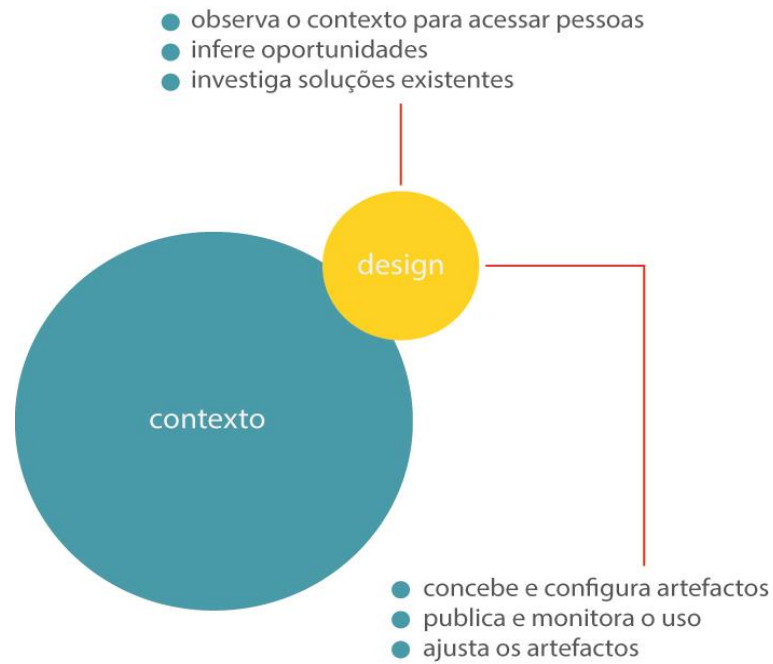 observa o contexto para acessar pessoas
infere oportunidades
investiga soluções existentes
design
contexto
concebe e configura artefactos
publica e monitora o uso
ajusta os artefactos